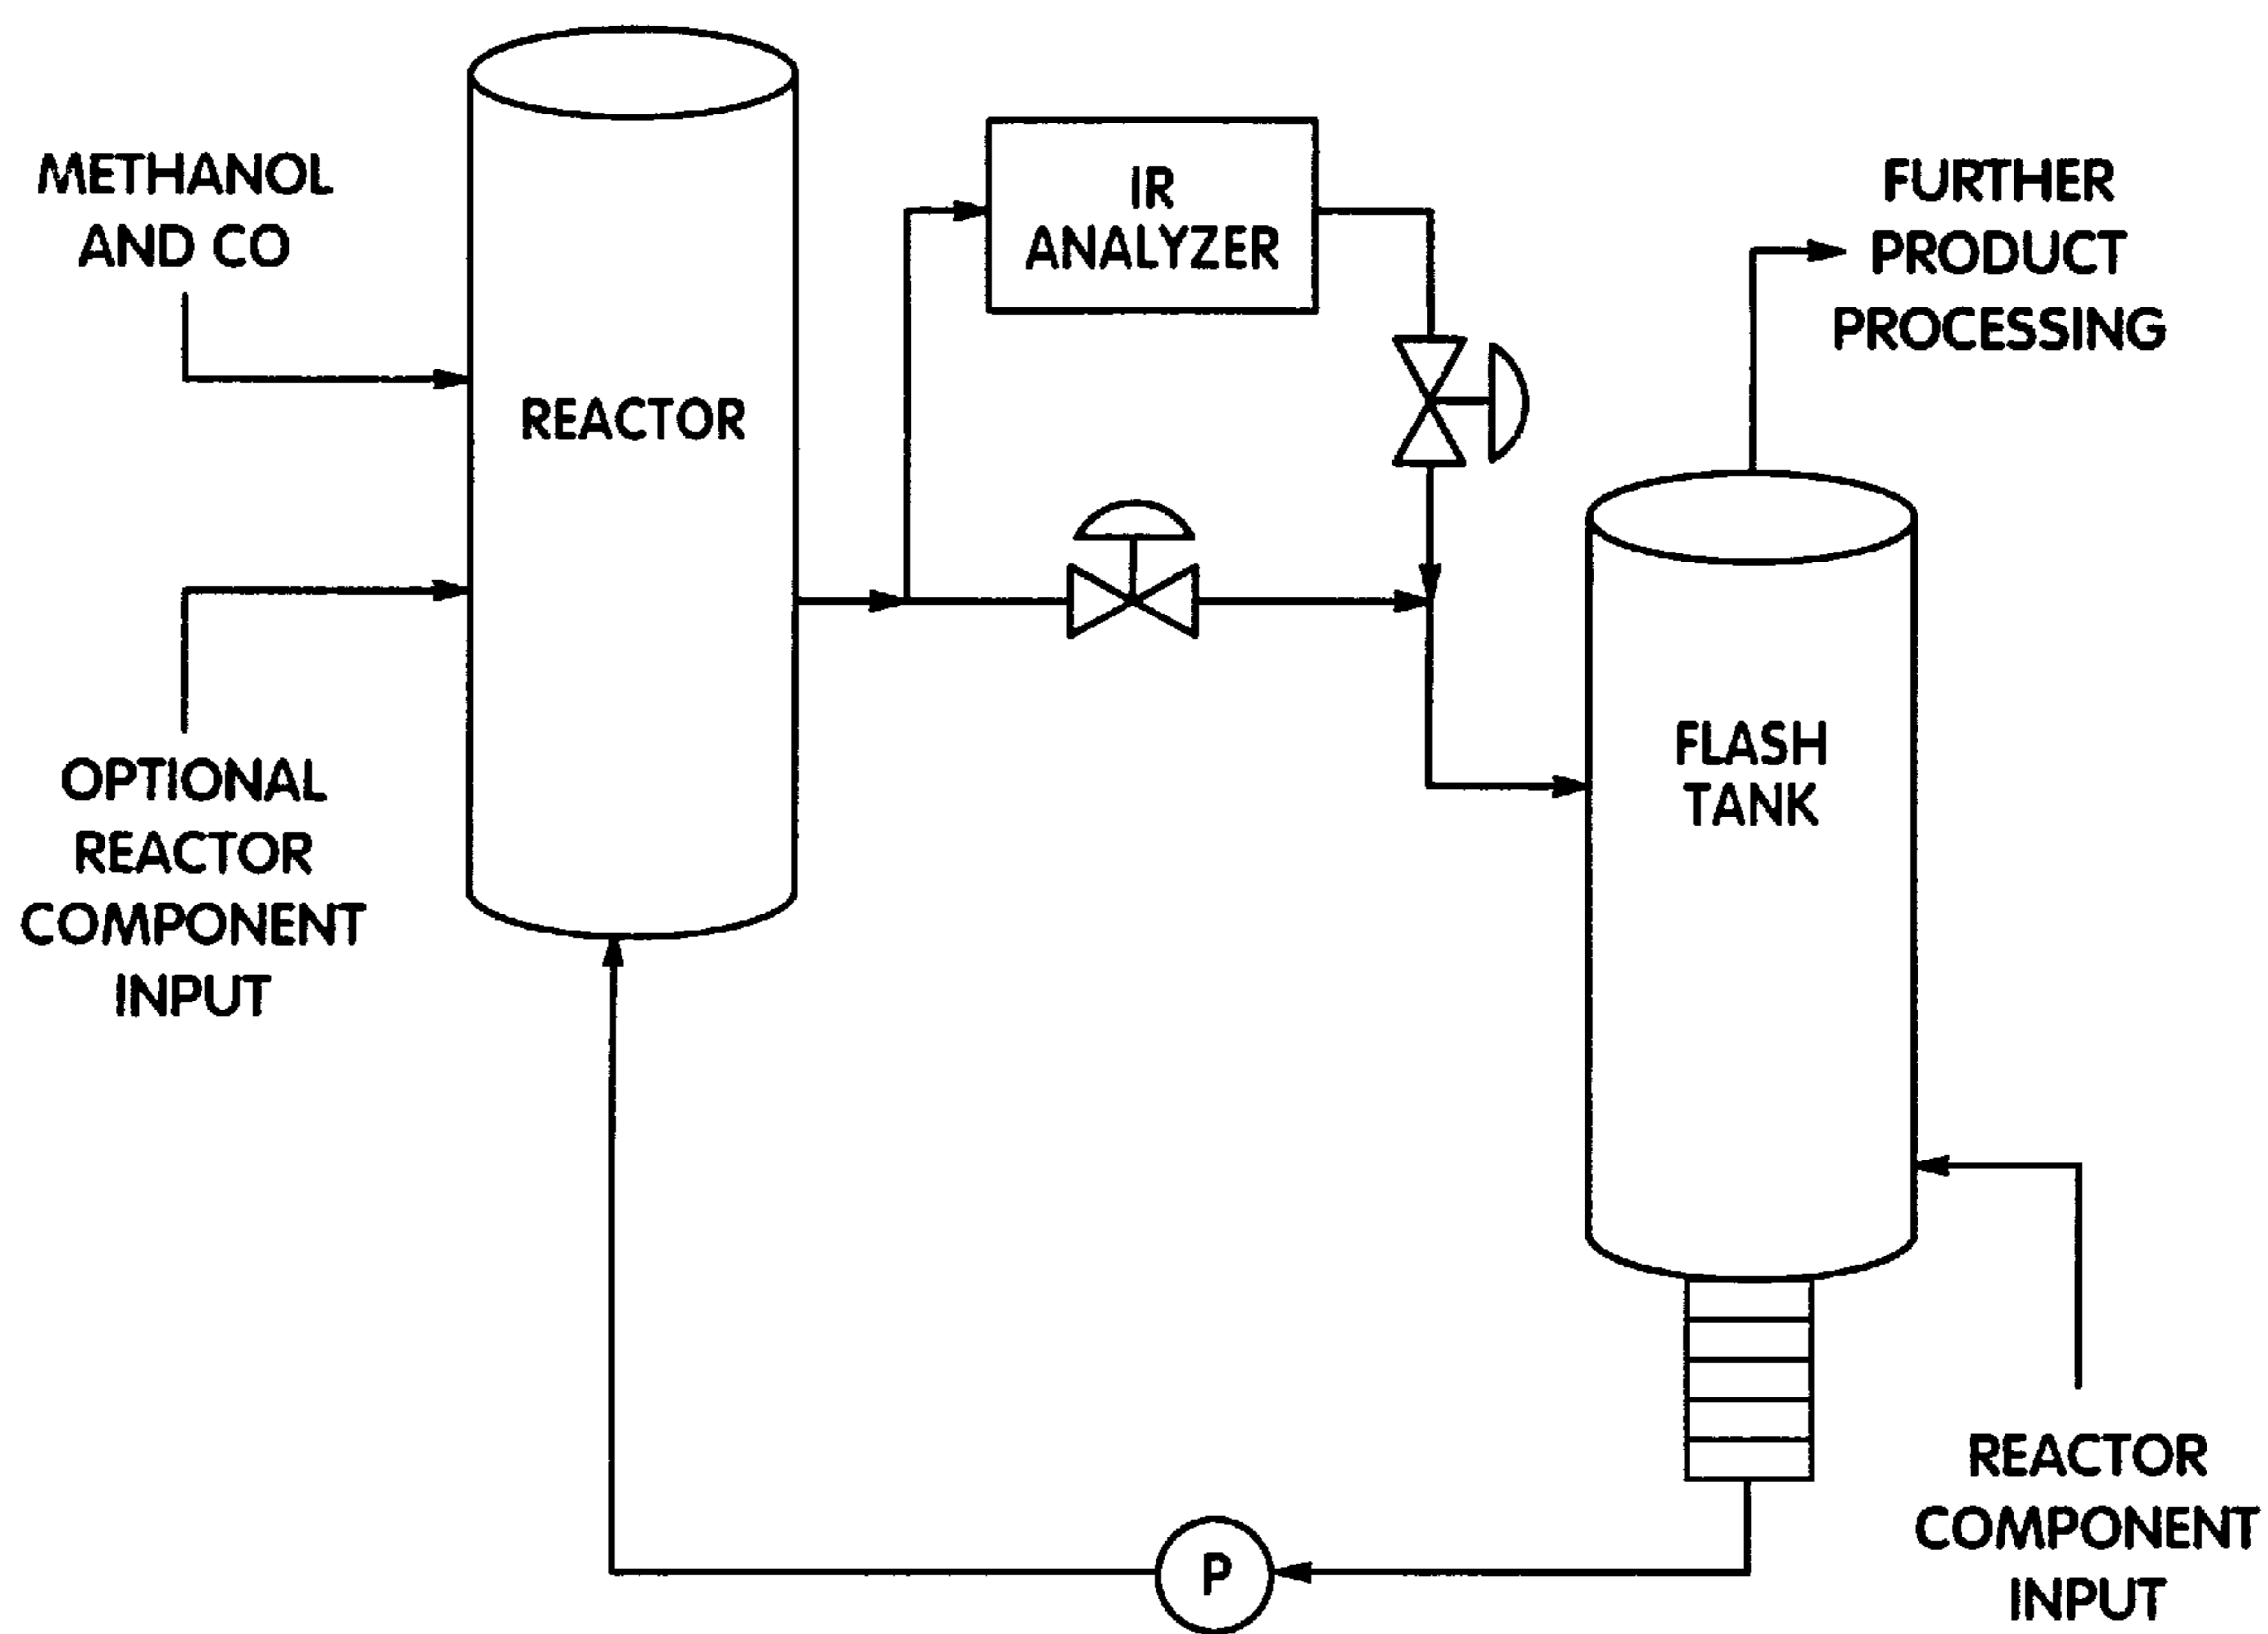 METHANOL
AND CO
REACTOR
IR
ANALYZER
FURTHER
PRODUCT
PROCESSING
OPTIONAL
REACTOR
COMPONENT
INPUT
FLASH
TANK
REACTOR
COMPONENT
INPUT
P